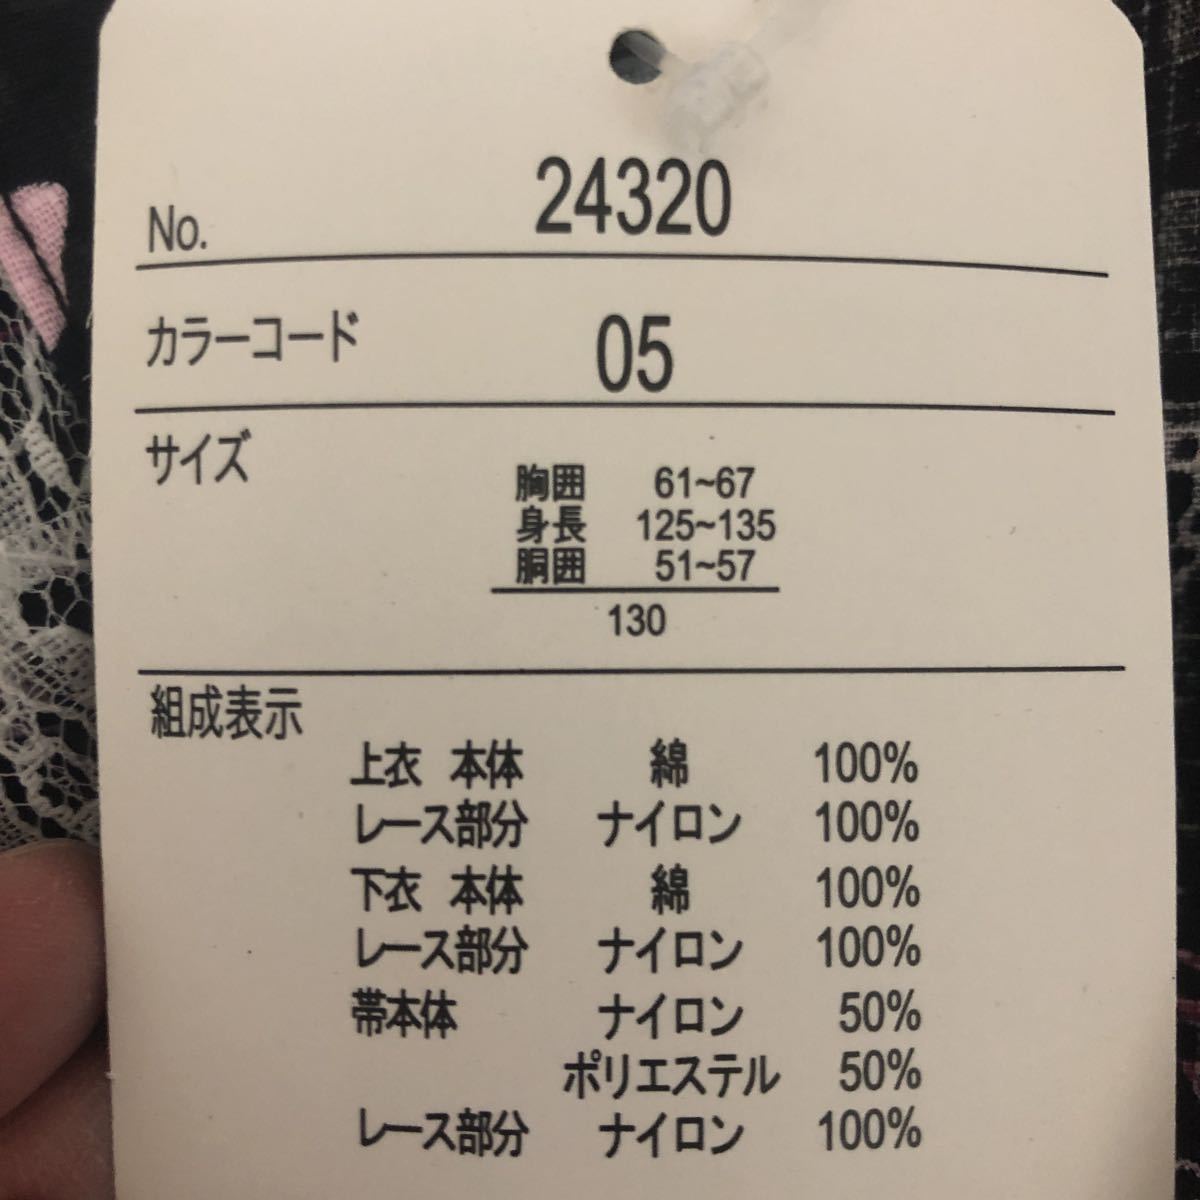 No. 24320
カラーコード 05
サイズ
胸囲 61~67
身長 125~135
胴囲 51~57
130
組成表示
上衣 本体 綿 100%
レース部分 ナイロン 100%
下衣 本体 綿 100%
レース部分 ナイロン 100%
帯本体 ナイロン 50%
ポリエステル 50%
レース部分 ナイロン 100%